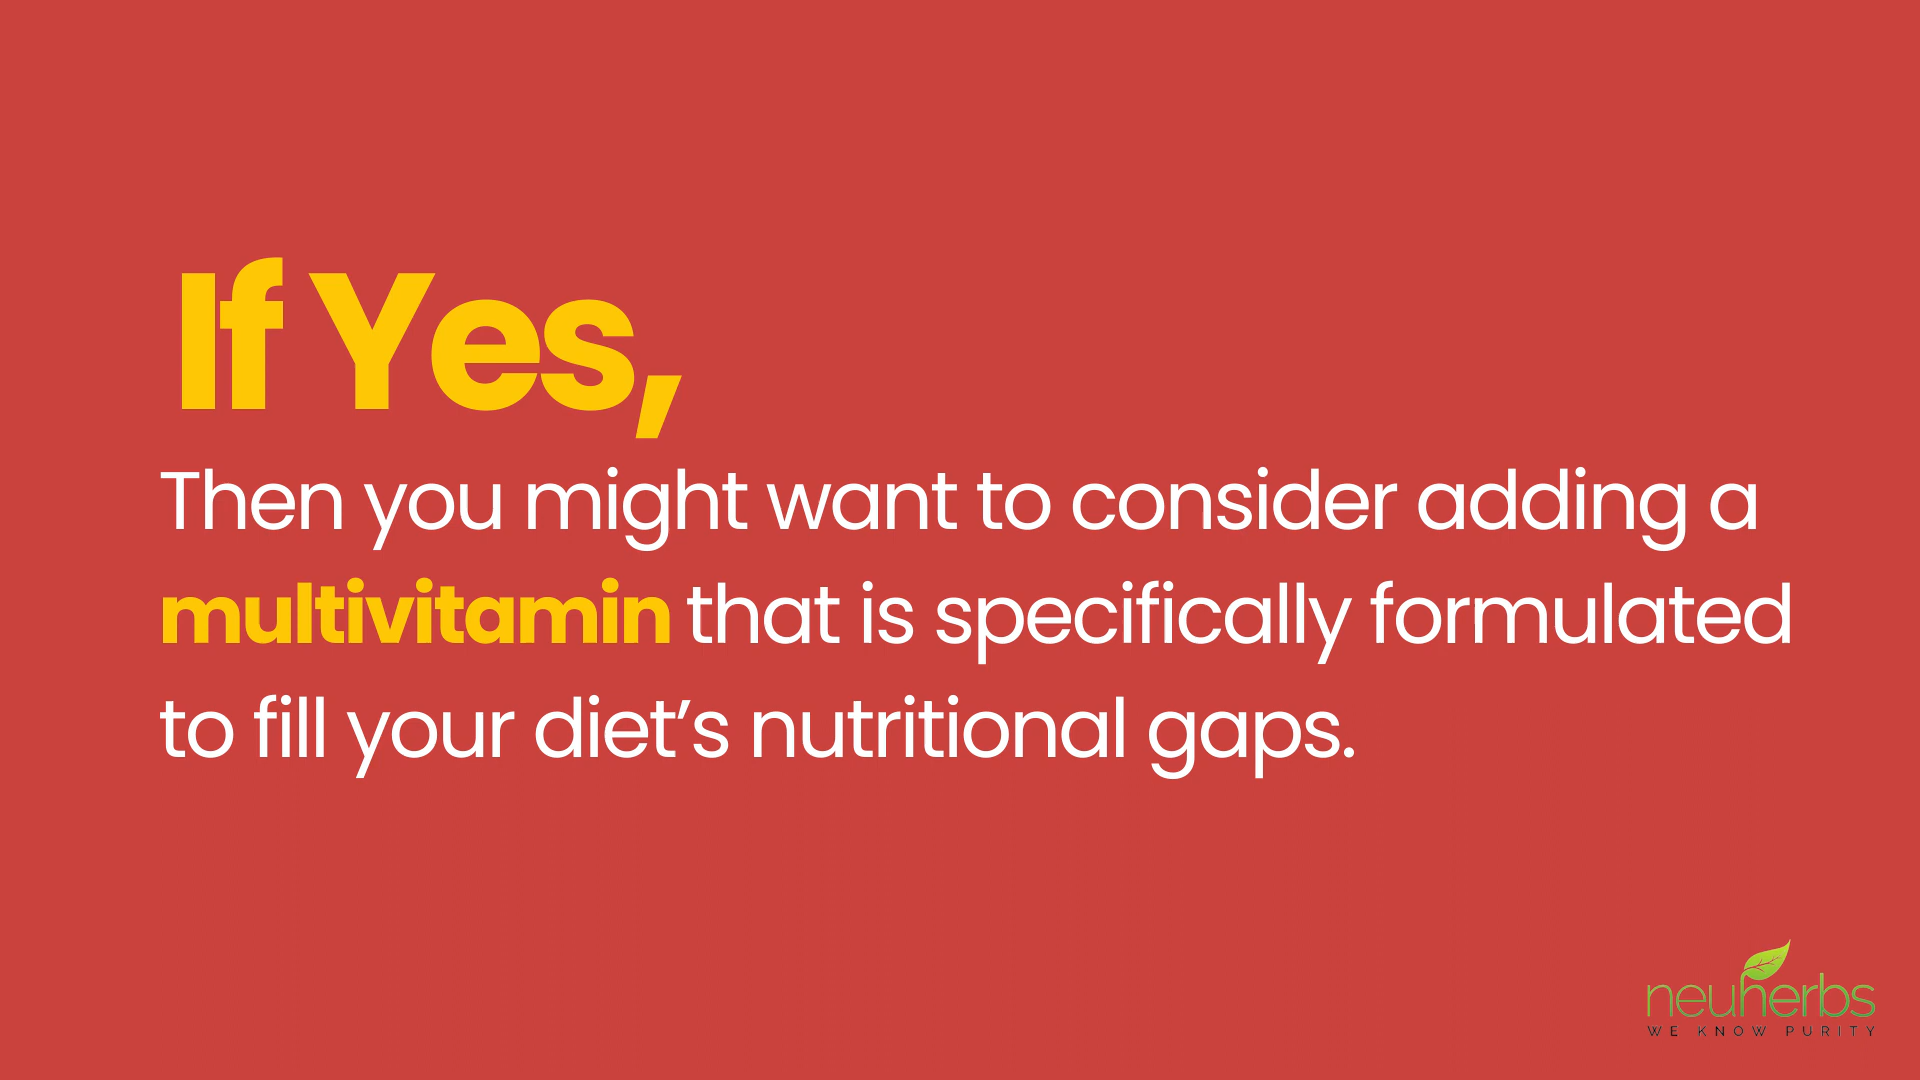 If Yes,
Then you might want to consider adding a
multivitamin that is specifically formulated
to fill your diet’s nutritional gaps.
neuherbs
WE KNOW PURITY